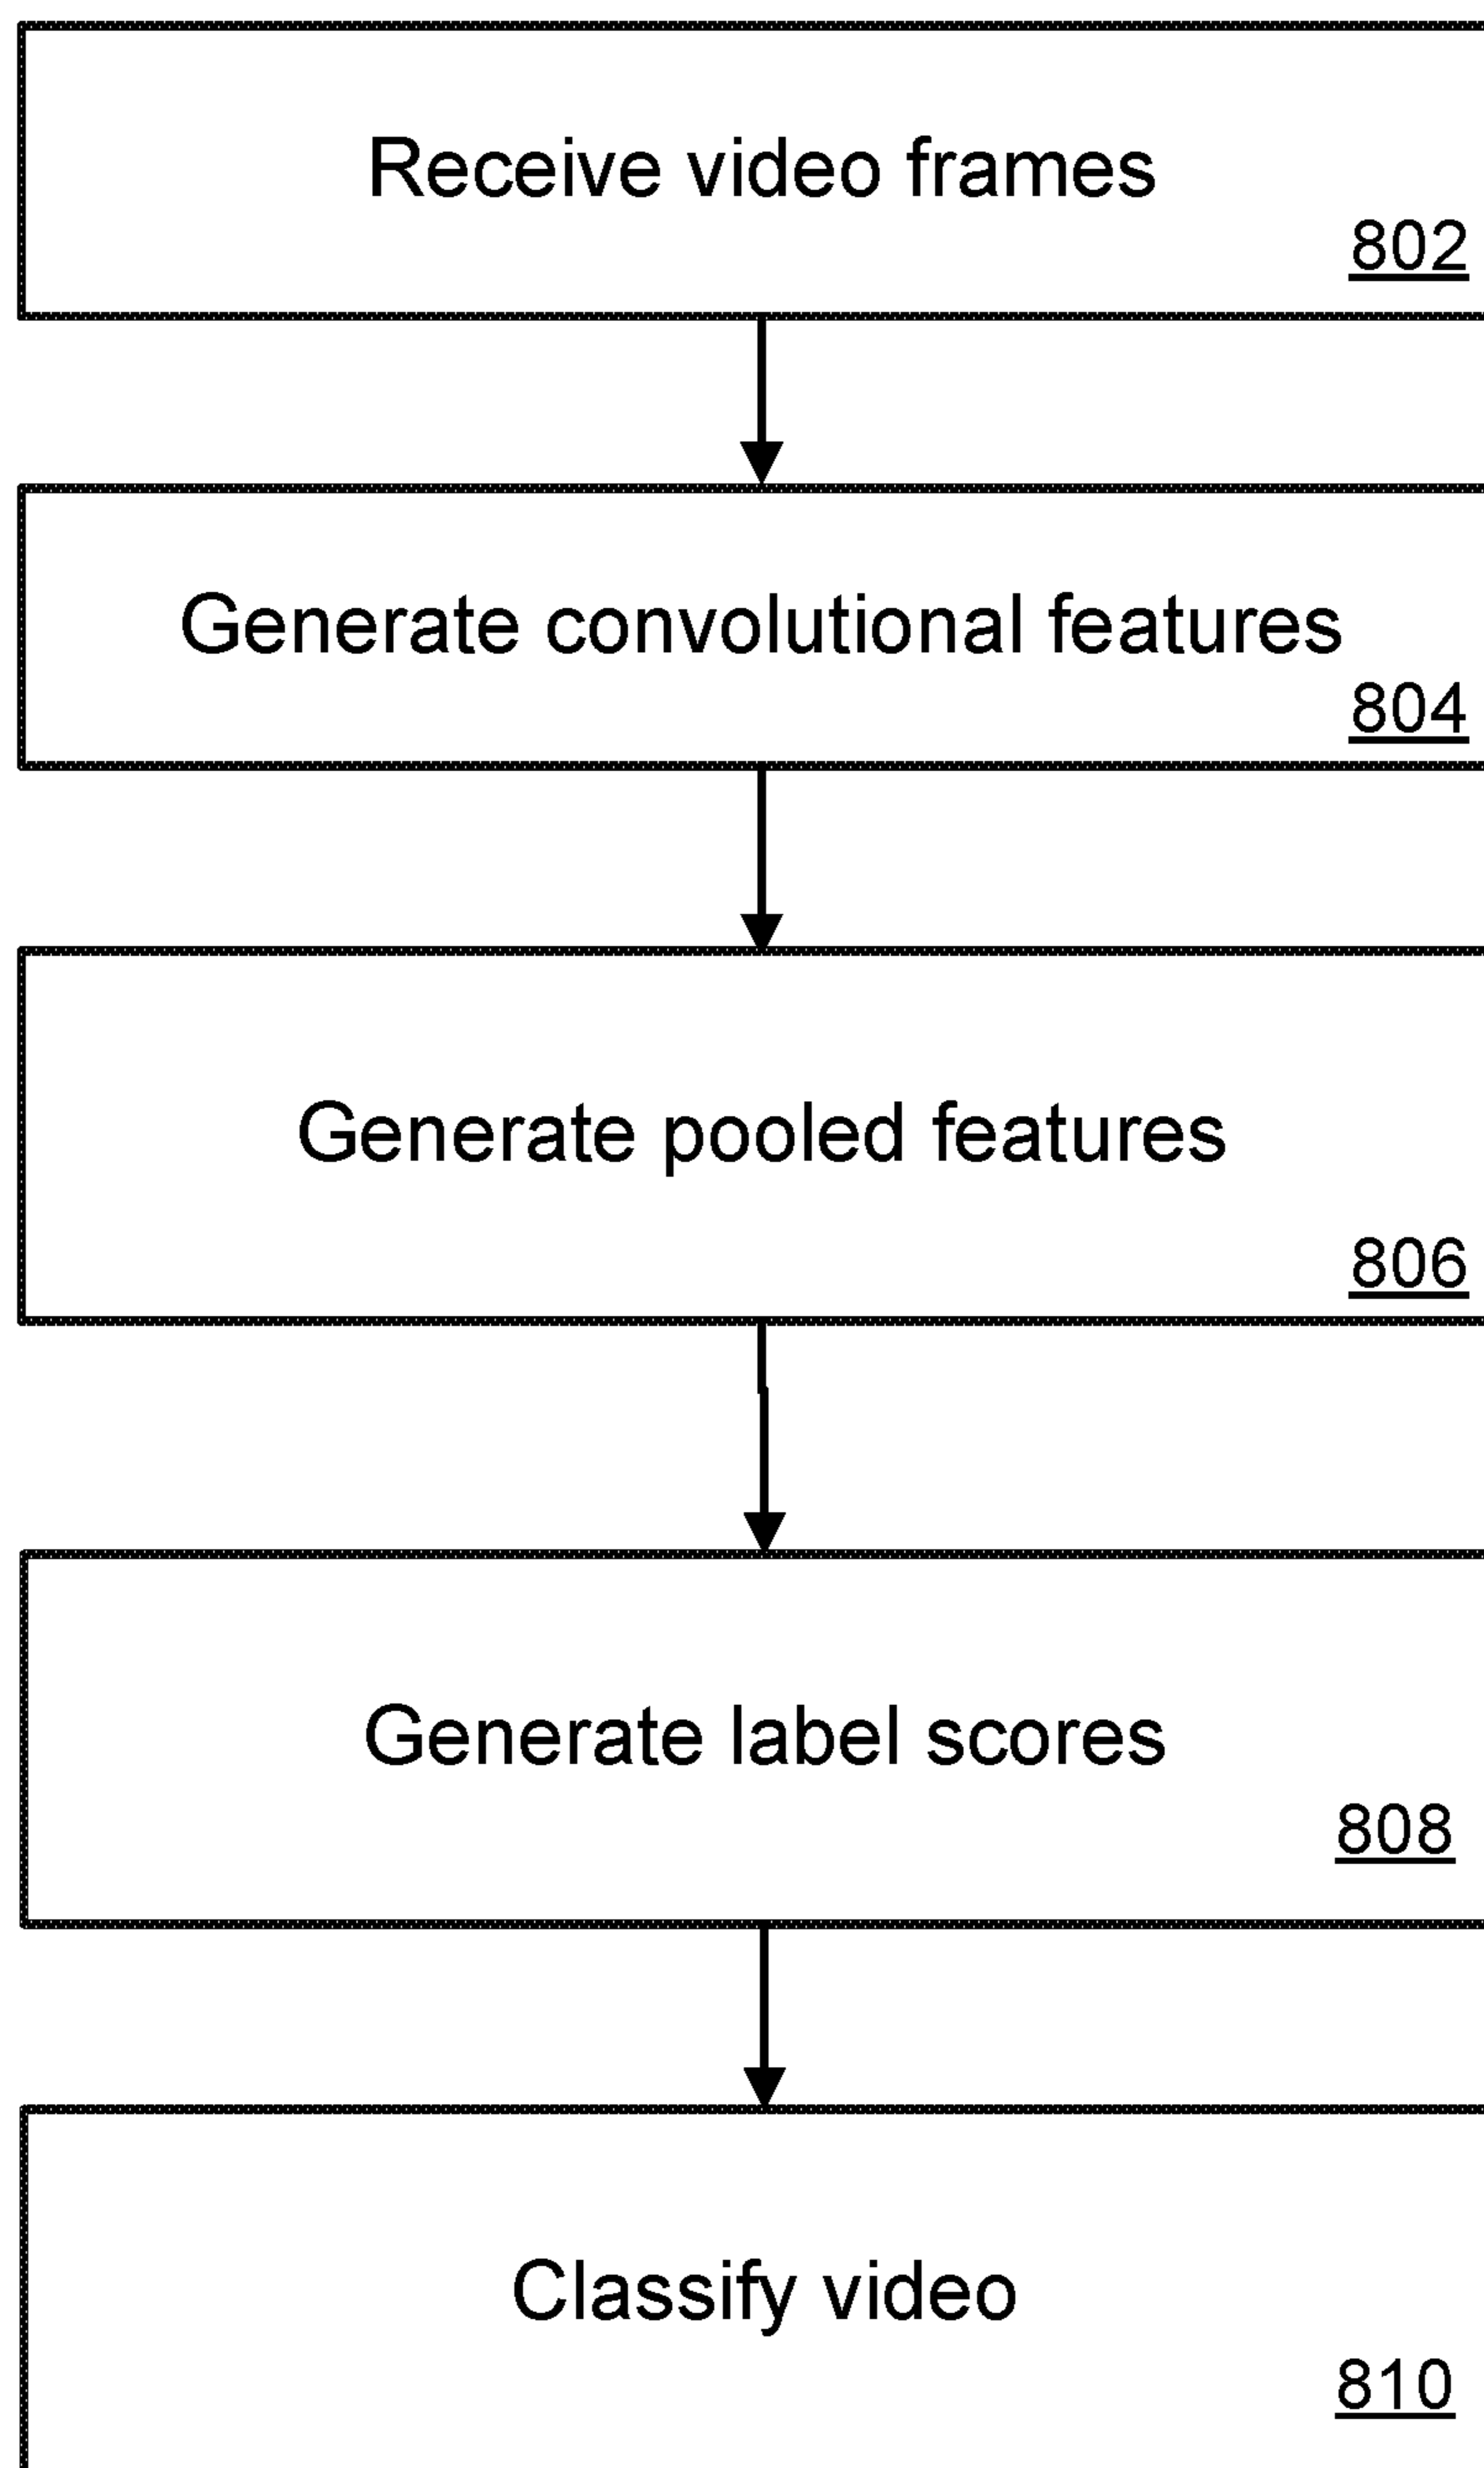 Receive video frames
802
Generate convolutional features
804
Generate pooled features
806
Generate label scores
808
Classify video
810